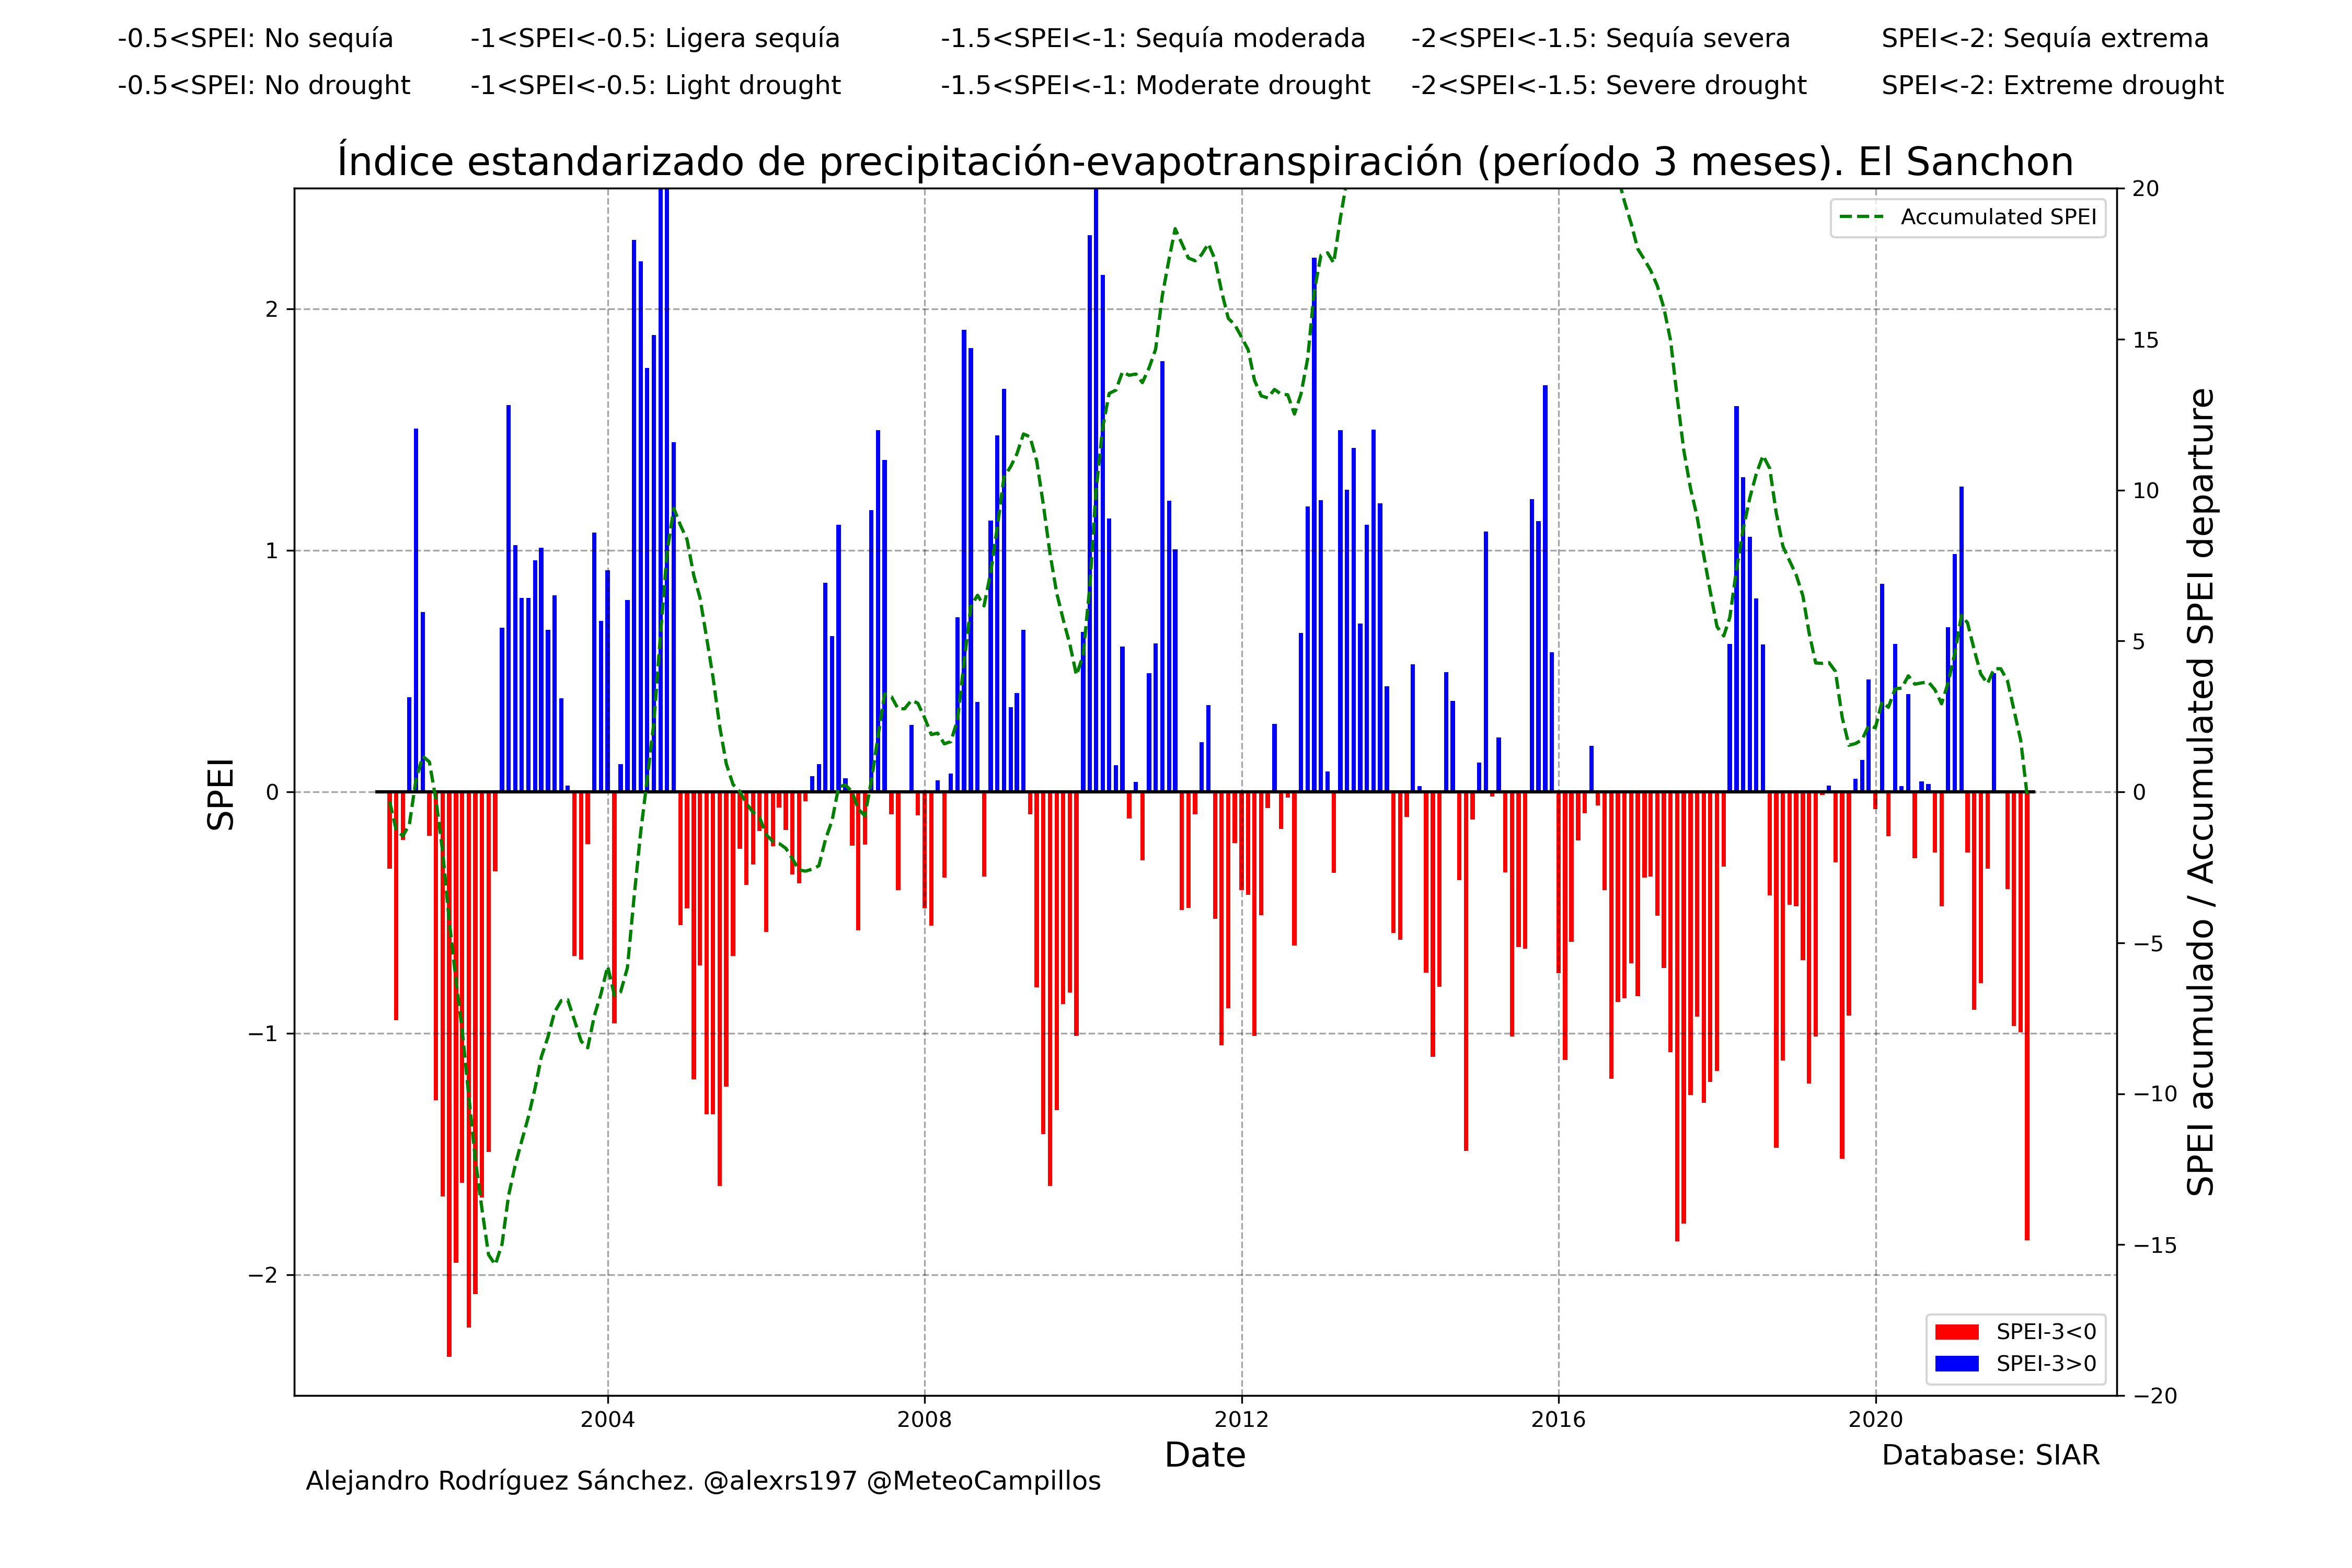 -0.5<SPEI: No sequía -1<SPEI<-0.5: Ligera sequía -1.5<SPEI<-1: Sequía moderada -2<SPEI<-1.5: Sequía severa SPEI<-2: Sequía extrema
-0.5<SPEI: No drought -1<SPEI<-0.5: Light drought -1.5<SPEI<-1: Moderate drought -2<SPEI<-1.5: Severe drought SPEI<-2: Extreme drought
Índice estandarizado de precipitación-evapotranspiración (período 3 meses). El Sanchon
Accumulated SPEI
SPEI
2
1
0
−1
−2
20
15
10
5
0
−5
−10
−15
−20
SPEI acumulado / Accumulated SPEI departure
SPEI-3<0
SPEI-3>0
2004 2008 2012 2016 2020
Date
Database: SIAR
Alejandro Rodríguez Sánchez. @alexrs197 @MeteoCampillos